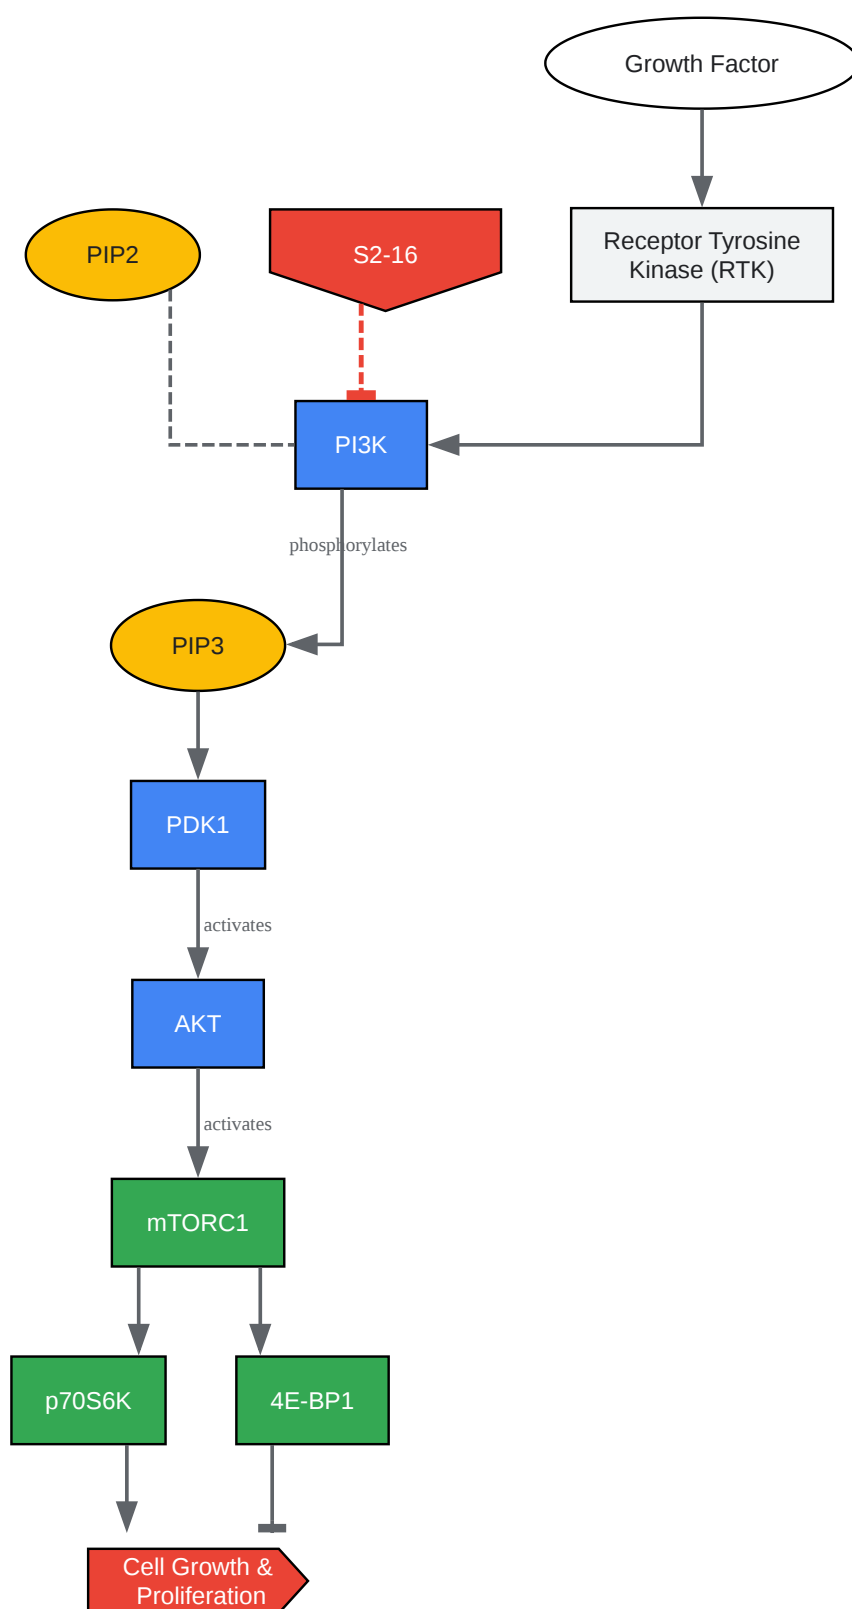 Growth Factor
PIP2
S2-16
Receptor Tyrosine
Kinase (RTK)
PI3K
phosphorylates
PIP3
PDK1
activates
AKT
activates
mTORC1
p70S6K
4E-BP1
Cell Growth &
Proliferation